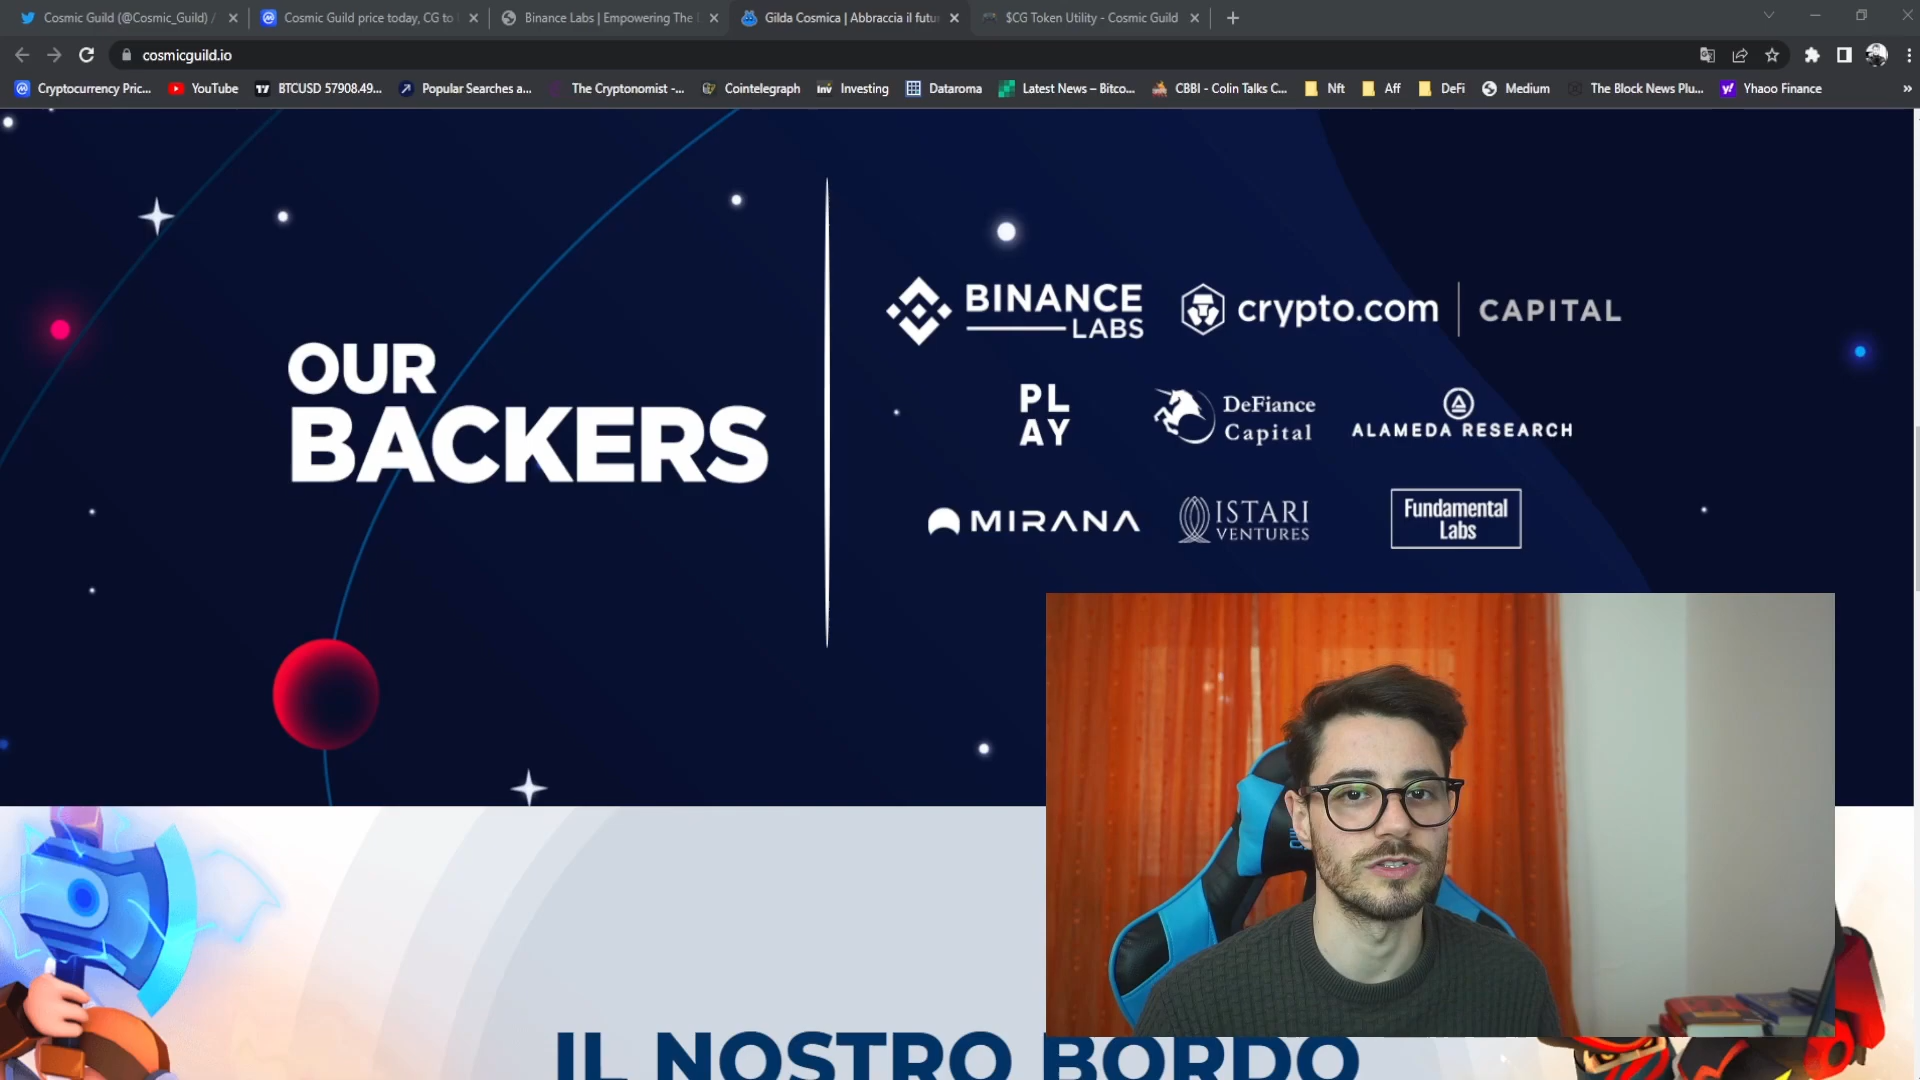 Cosmic Guild (@Cosmic_Guild) /
Cosmic Guild price today, CG to
Binance Labs | Empowering The
Gilda Cosmica | Abbraccia il futu
$CG Token Utility - Cosmic Guild
cosmicguild.io
Cryptocurrency Pric...
YouTube
BTCUSD 57908.49...
Popular Searches a...
The Cryptonomist -...
Cointelegraph
Investing
Dataroma
Latest News – Bitco...
CBBI - Colin Talks C...
Nft
Aff
DeFi
Medium
The Block News Plu...
Yhaoo Finance
OUR
BACKERS
BINANCE
LABS
crypto.com
CAPITAL
PL
AY
DeFiance
Capital
ALAMEDA RESEARCH
MIRANA
ISTARI
VENTURES
Fundamental
Labs
IL NOSTRO BORDO